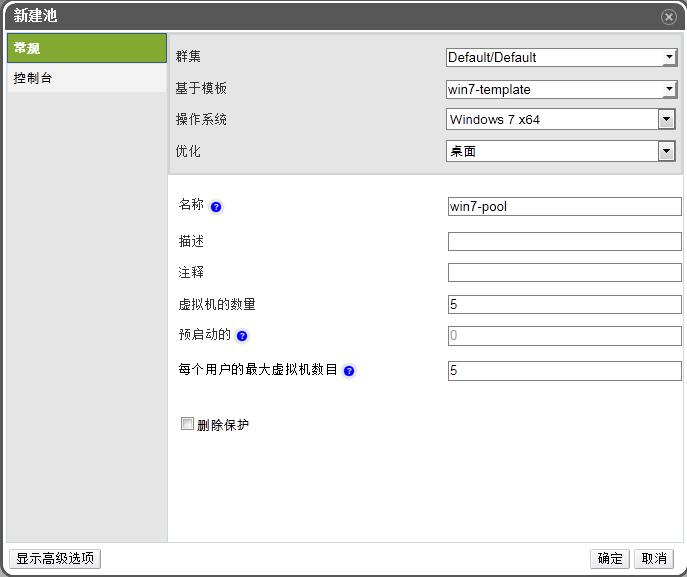 新建池
常规
控制台
群集 Default/Default
基于模板 win7-template
操作系统 Windows 7 x64
优化 桌面
名称 ? win7-pool
描述
注释
虚拟机的数量 5
预启动的 ? 0
每个用户的最大虚拟机数目 ? 5
删除保护
显示高级选项 确定 取消